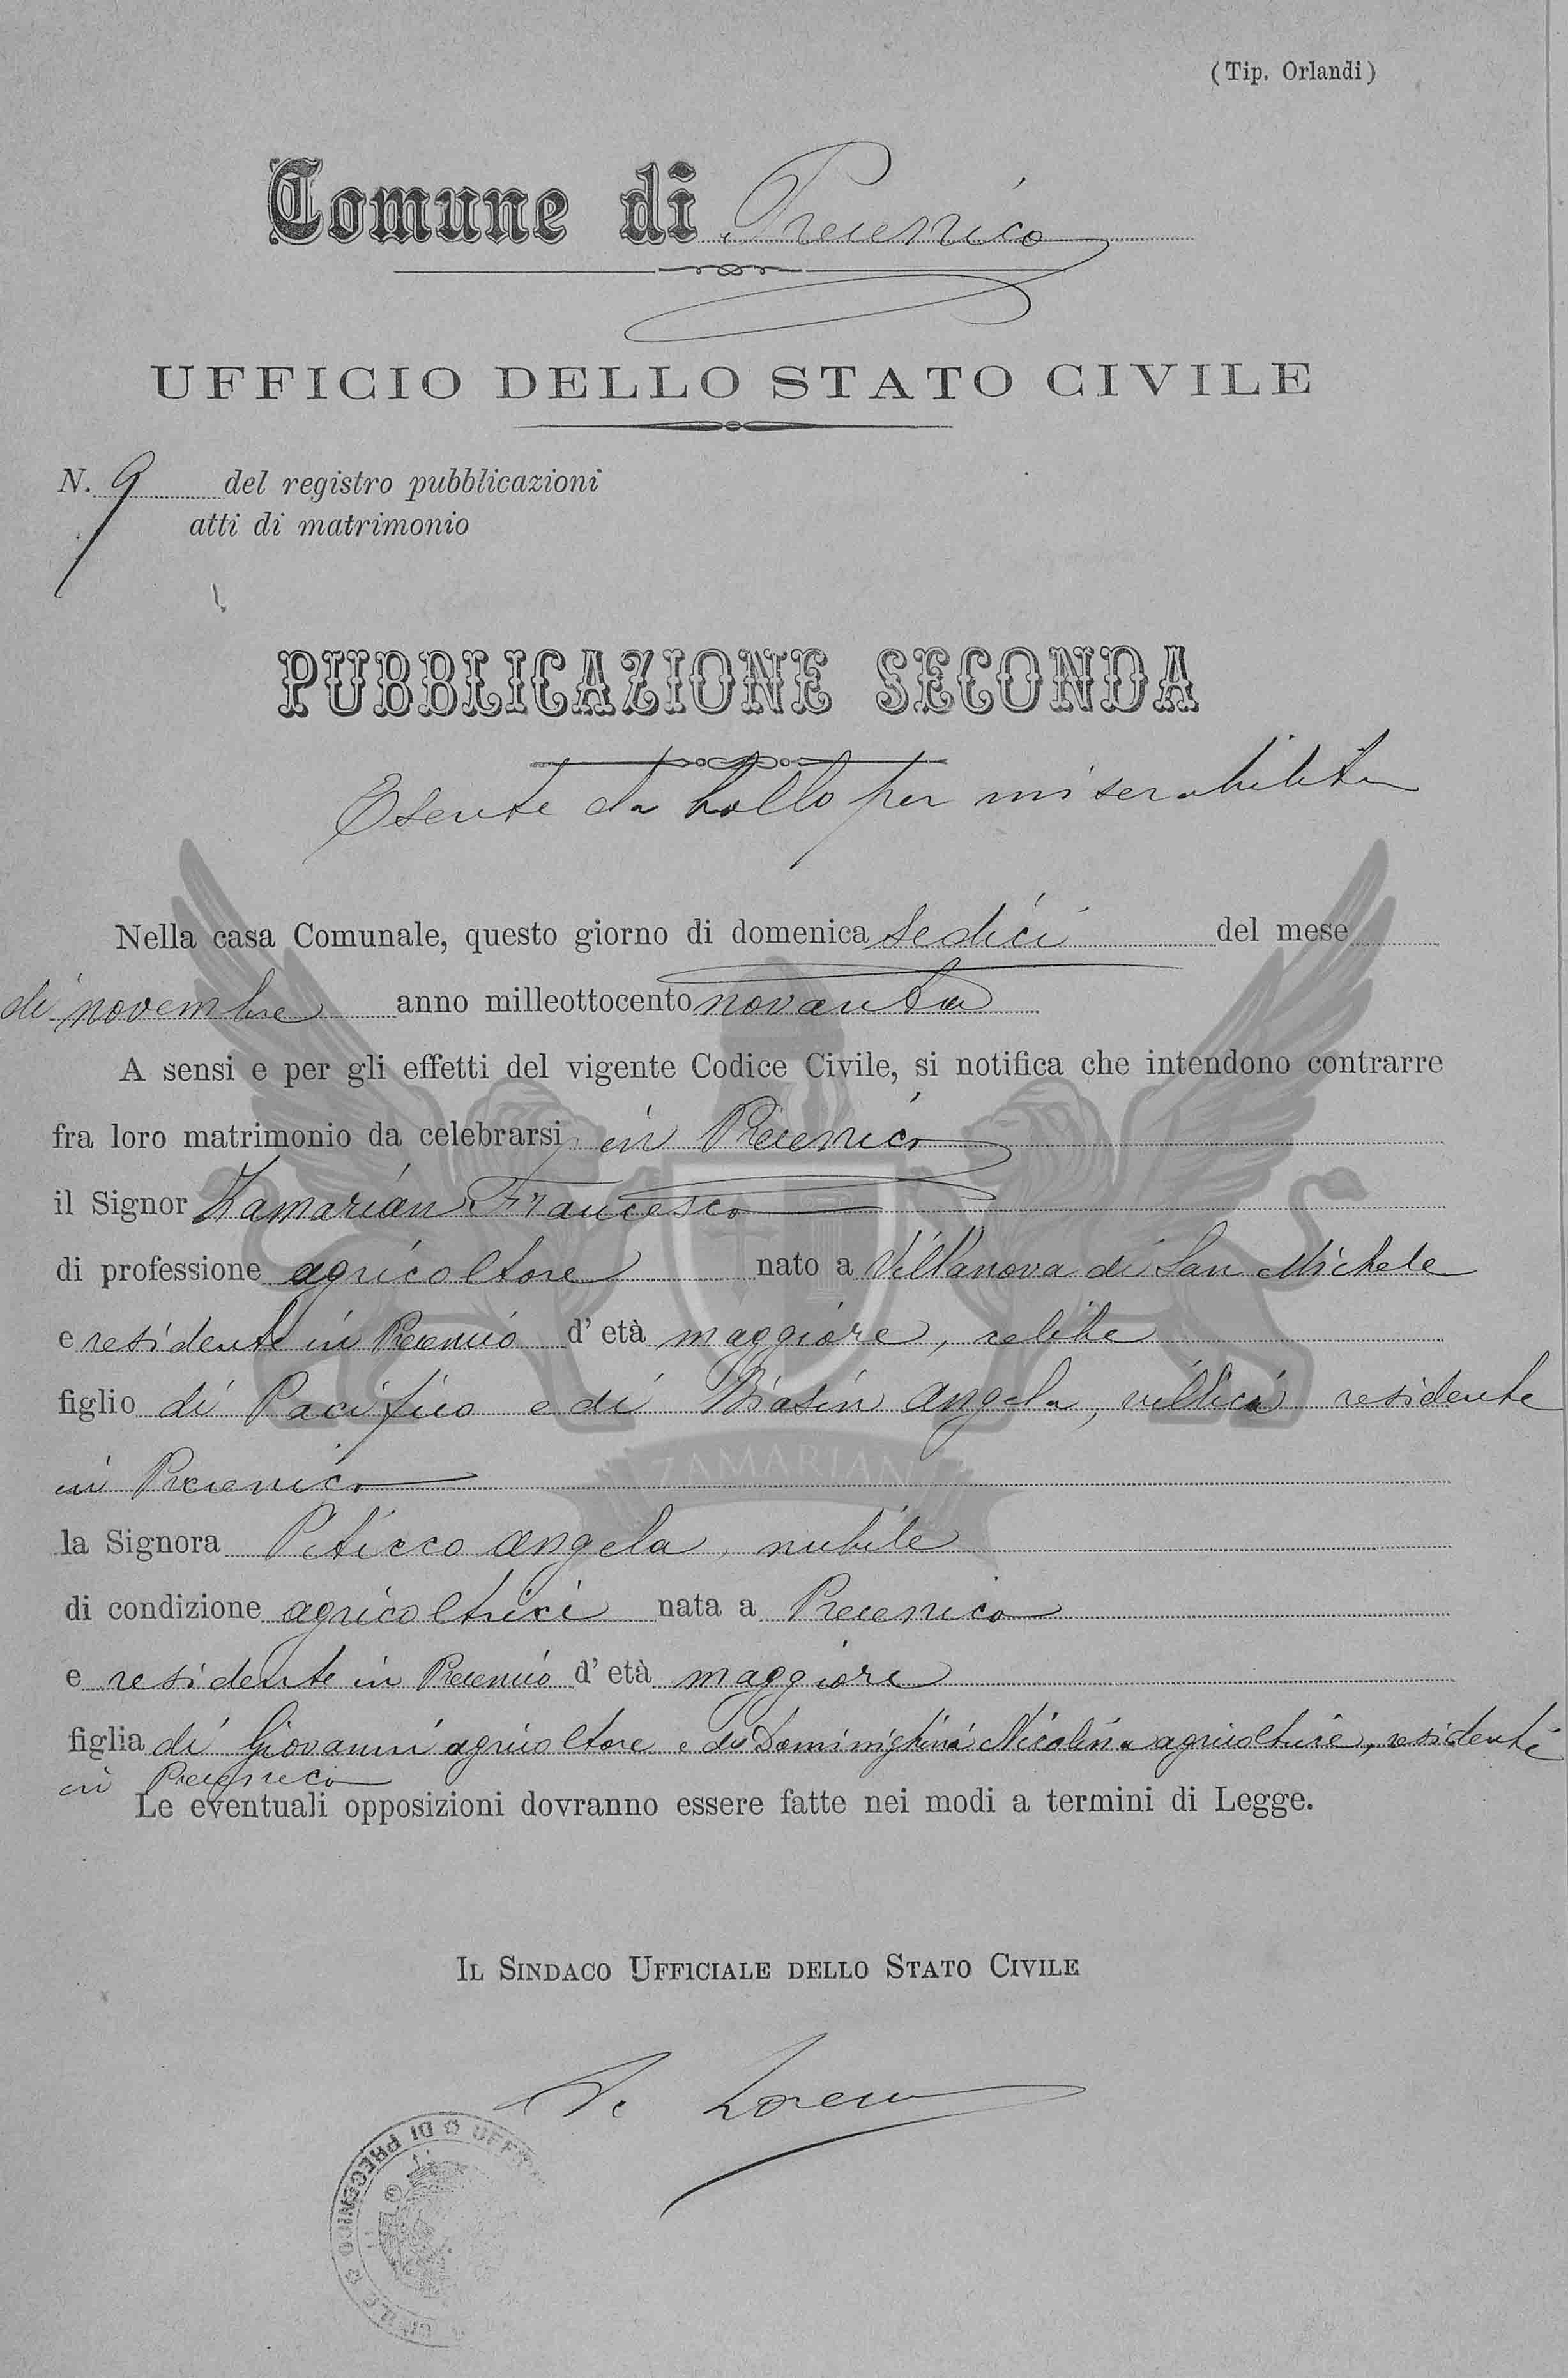 (Tip. Orlandi)
Comune di Precenico
UFFICIO DELLO STATO CIVILE
N. 9 del registro pubblicazioni
atti di matrimonio
PUBBLICAZIONE SECONDA
Esente da bollo per miserabilità
Nella casa Comunale, questo giorno di domenica sedici del mese
di novembre anno milleottocento novanta
A sensi e per gli effetti del vigente Codice Civile, si notifica che intendono contrarre
fra loro matrimonio da celebrarsi in Precenico
il Signor Zamarian Francesco
di professione agricoltore nato a Villanova di San Michele
e residente in Precenico d' età maggiore, celibe
figlio di Pacifico e di Biasin Angela, villici residente
in Precenico
ZAMARIAN
la Signora Piticco Angela, nubile
di condizione agricoltrice nata a Precenico
e residente in Precenico d' età maggiore
figlia di Giovanni agricoltore e di Dominighini Nicolina agricoltrice, residenti
in Precenico
Le eventuali opposizioni dovranno essere fatte nei modi a termini di Legge.
IL SINDACO UFFICIALE DELLO STATO CIVILE
DI PRECENICO